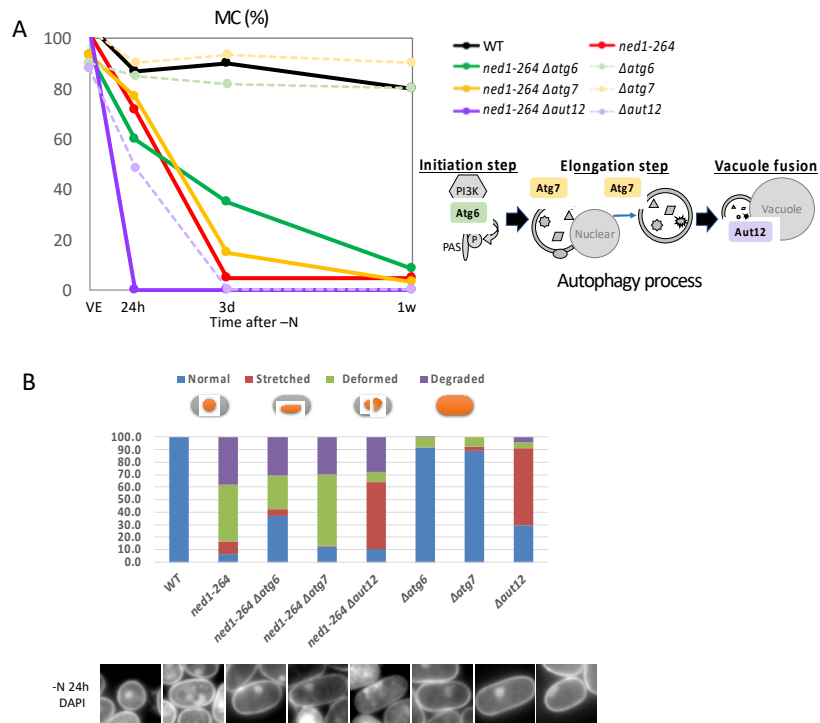 A
MC (%)
100
80
60
40
20
0
VE
24h
3d
1w
Time after –N
WT
ned1-264
ned1-264 Δatg6
Δatg6
ned1-264 Δatg7
Δatg7
ned1-264 Δaut12
Δaut12
Initiation step
Elongation step
Vacuole fusion
PI3K
Atg6
PAS
P
Atg7
Atg7
Nuclear
Vacuole
Aut12
Autophagy process
B
Normal
Stretched
Deformed
Degraded
100.0
90.0
80.0
70.0
60.0
50.0
40.0
30.0
20.0
10.0
0.0
WT
ned1-264
ned1-264 Δatg6
ned1-264 Δatg7
ned1-264 Δaut12
Δatg6
Δatg7
Δaut12
-N 24h
DAPI